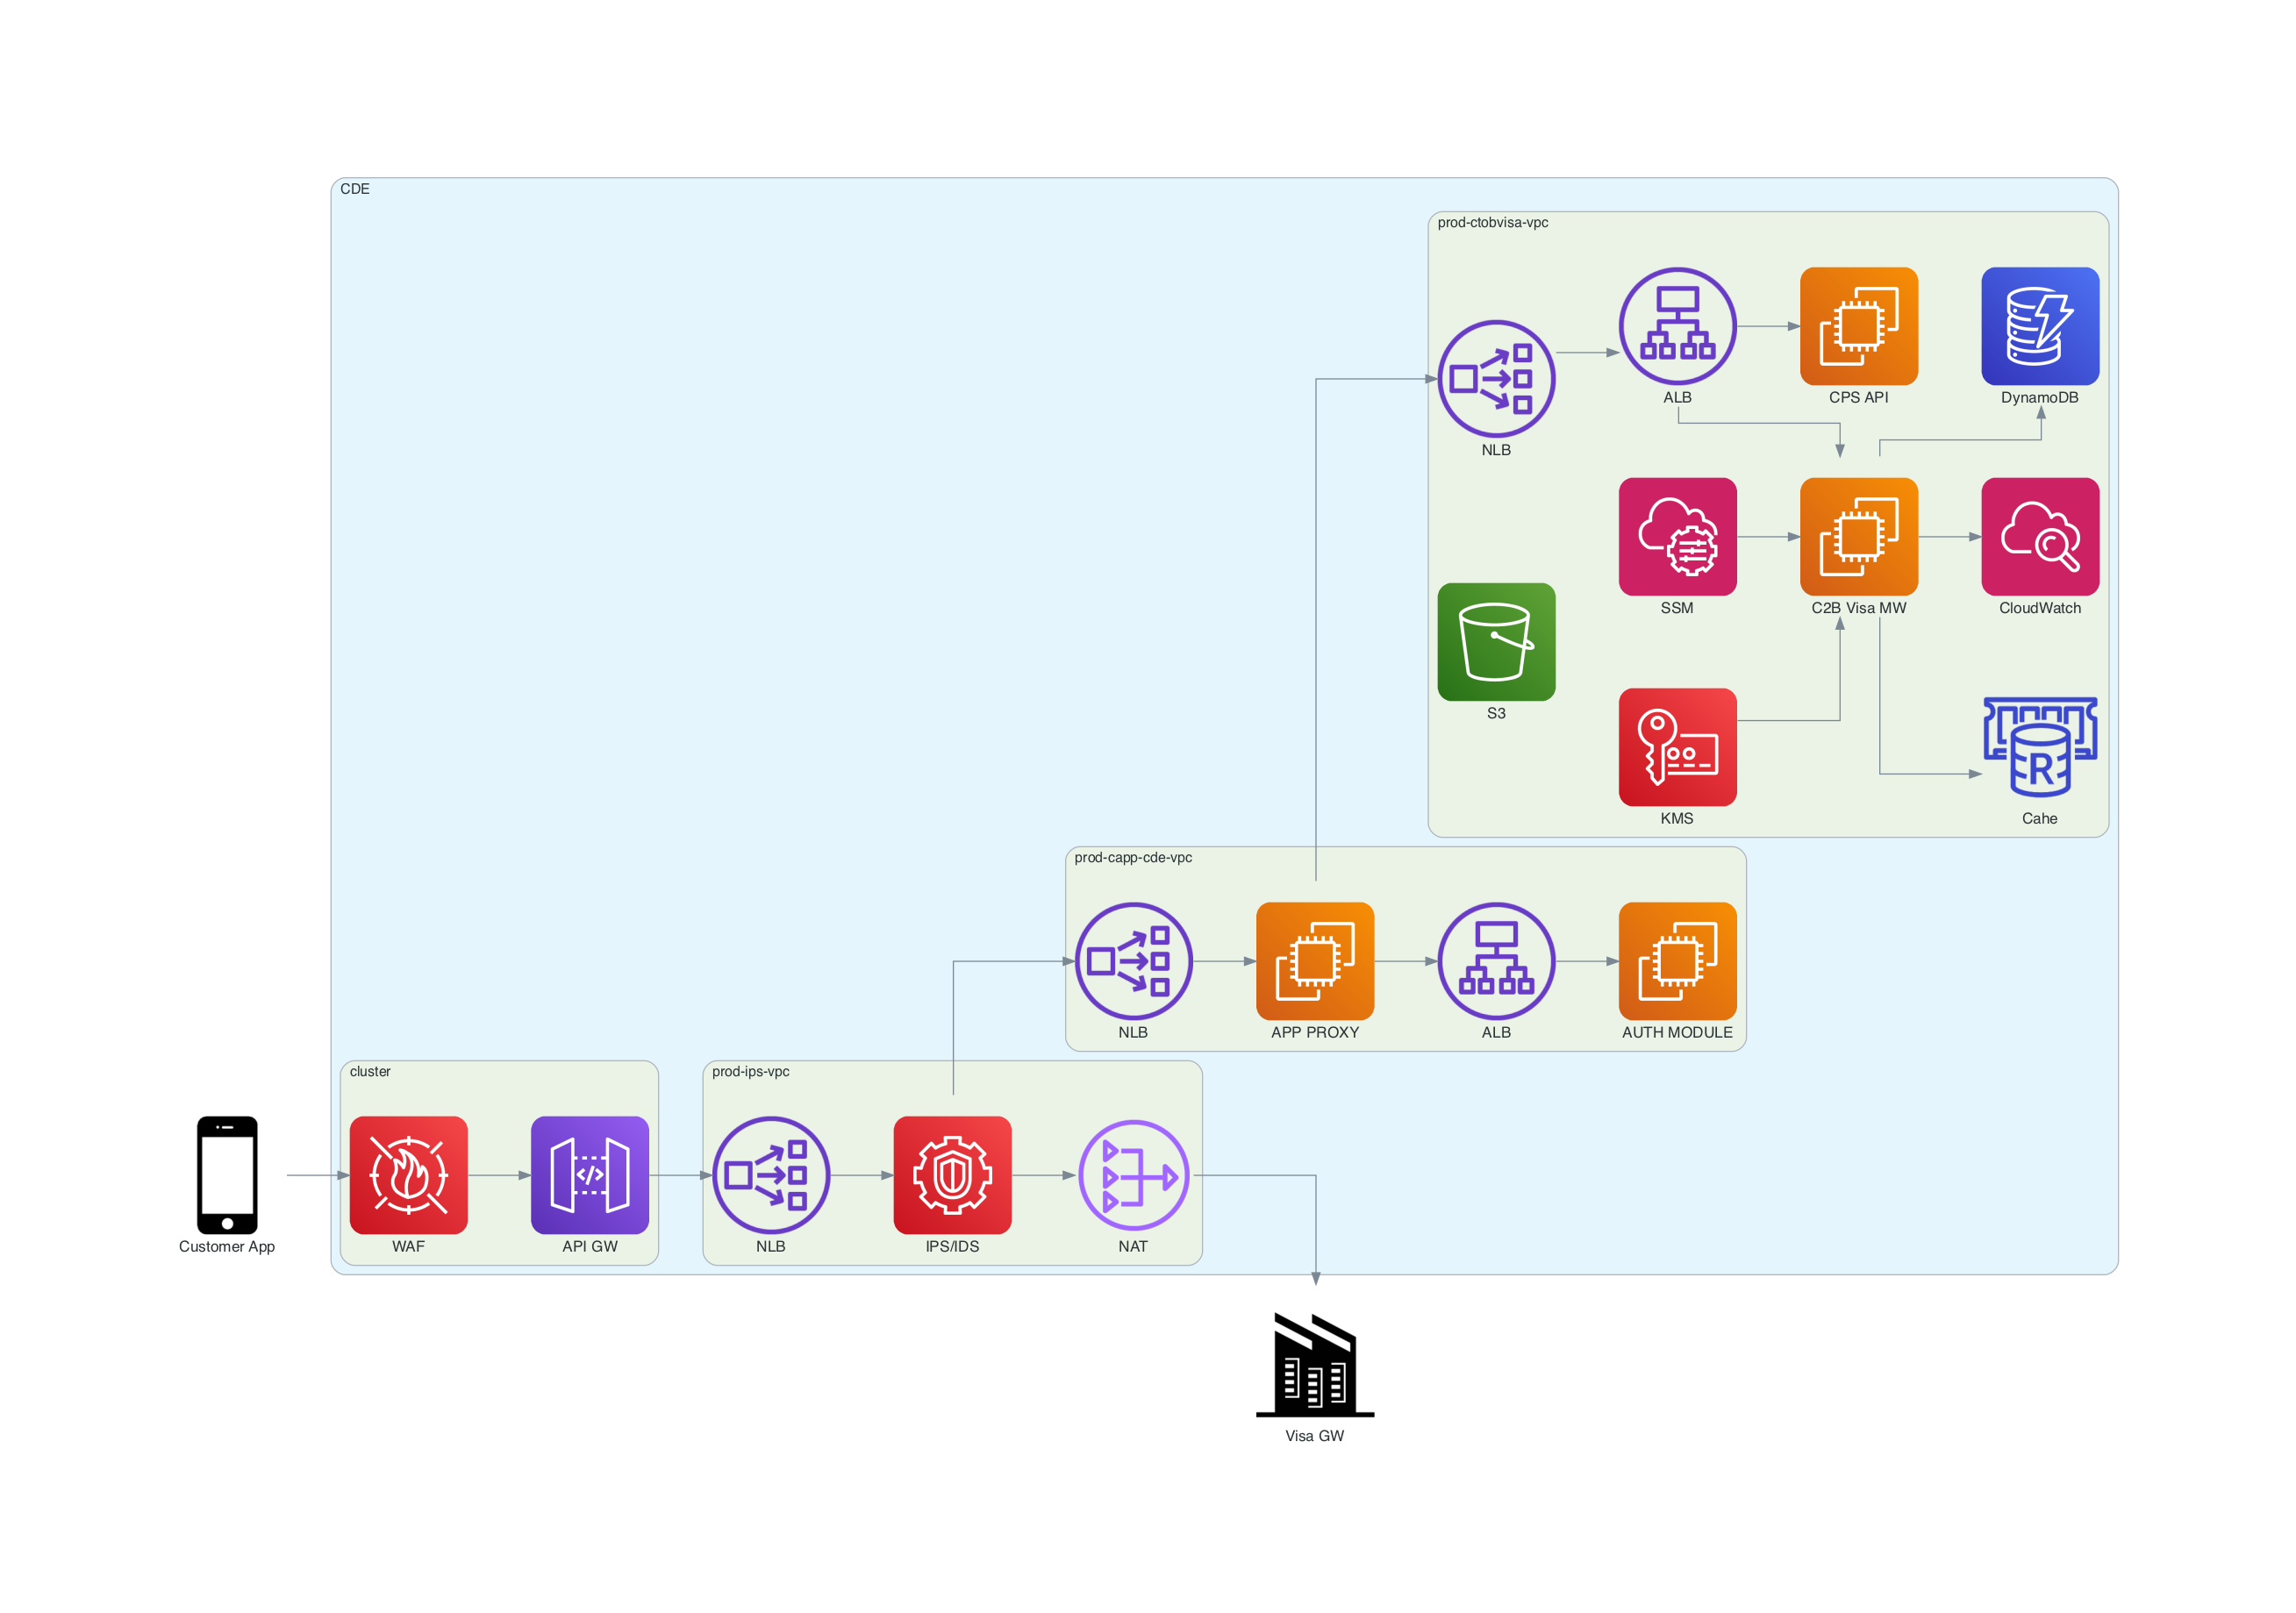 CDE
prod-ctobvisa-vpc
NLB
ALB
CPS API
DynamoDB
SSM
C2B Visa MW
CloudWatch
S3
KMS
R
Cahe
prod-capp-cde-vpc
NLB
APP PROXY
ALB
AUTH MODULE
cluster
WAF
</>
API GW
prod-ips-vpc
NLB
IPS/IDS
NAT
Customer App
Visa GW